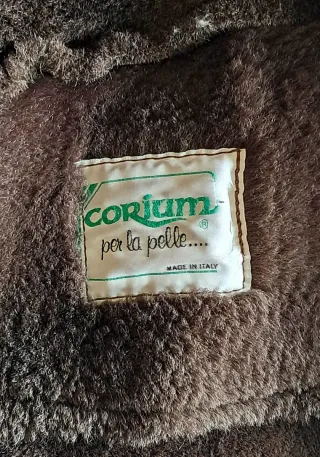 CORIUM ®
per la pelle....
MADE IN ITALY